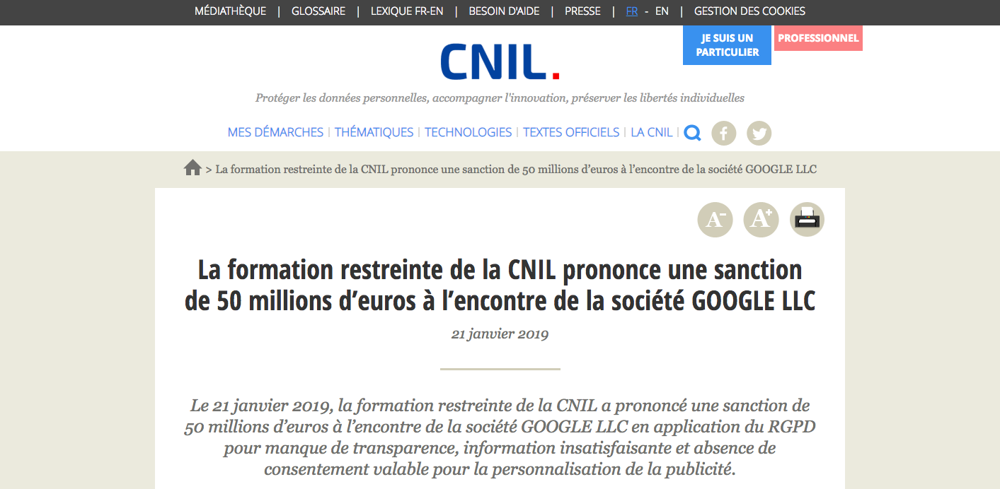 MÉDIATHÈQUE | GLOSSAIRE | LEXIQUE FR-EN | BESOIN D'AIDE | PRESSE | FR - EN | GESTION DES COOKIES
JE SUIS UN
PARTICULIER
PROFESSIONNEL
CNIL.
Protéger les données personnelles, accompagner l'innovation, préserver les libertés individuelles
MES DÉMARCHES | THÉMATIQUES | TECHNOLOGIES | TEXTES OFFICIELS | LA CNIL |
> La formation restreinte de la CNIL prononce une sanction de 50 millions d’euros à l’encontre de la société GOOGLE LLC
A- A+
La formation restreinte de la CNIL prononce une sanction
de 50 millions d’euros à l’encontre de la société GOOGLE LLC
21 janvier 2019
Le 21 janvier 2019, la formation restreinte de la CNIL a prononcé une sanction de
50 millions d’euros à l’encontre de la société GOOGLE LLC en application du RGPD
pour manque de transparence, information insatisfaisante et absence de
consentement valable pour la personnalisation de la publicité.